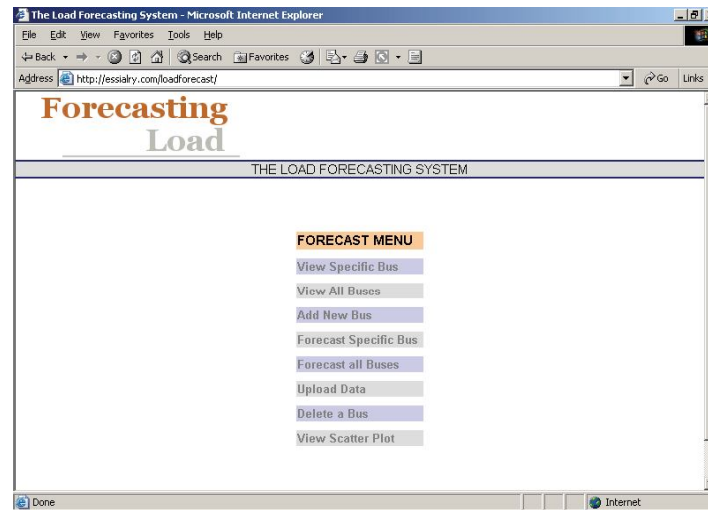 The Load Forecasting System - Microsoft Internet Explorer
File Edit View Favorites Tools Help
Back Search Favorites
Address http://essialry.com/loadforecast/ Go Links
Forecasting
Load
THE LOAD FORECASTING SYSTEM
FORECAST MENU
View Specific Bus
View All Buses
Add New Bus
Forecast Specific Bus
Forecast all Buses
Upload Data
Delete a Bus
View Scatter Plot
Done Internet